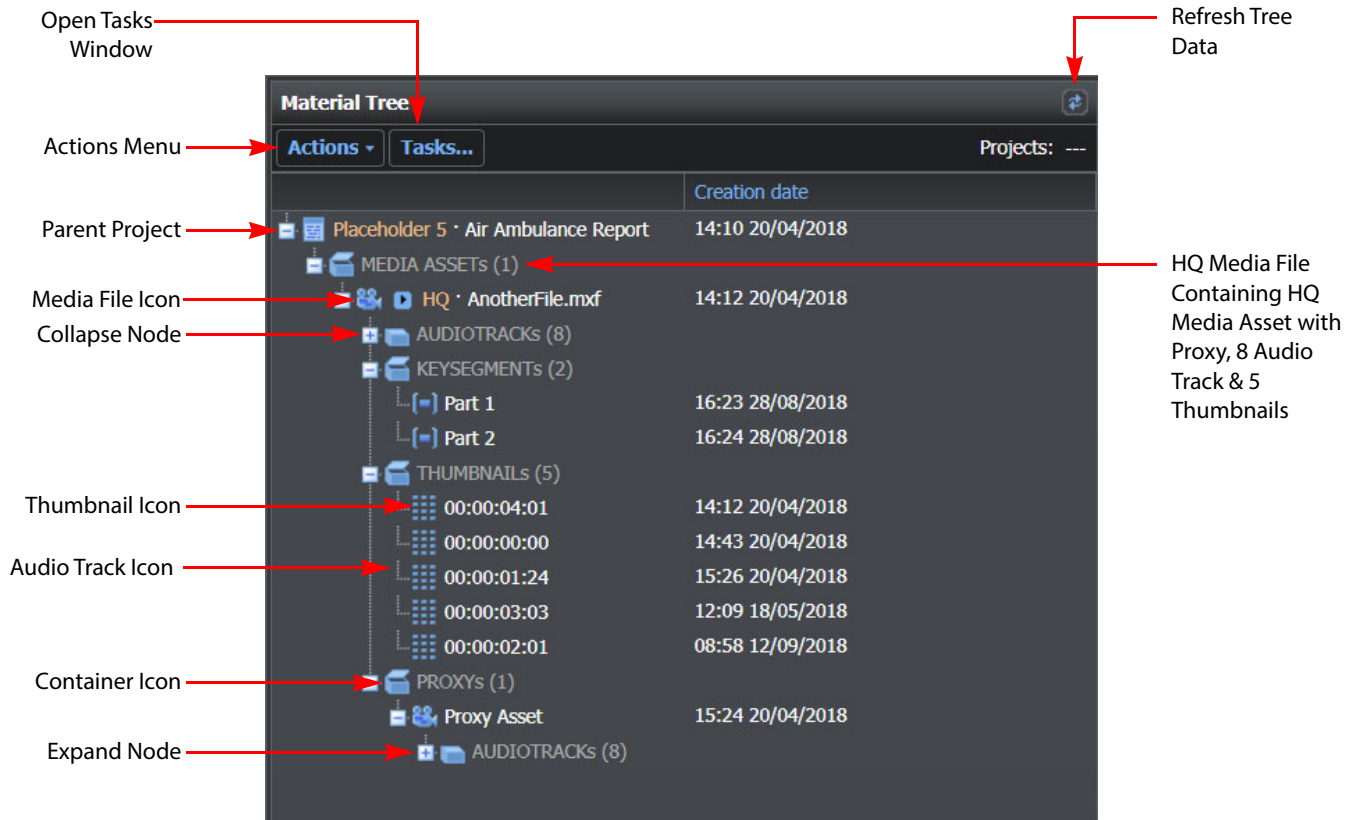 Open Tasks
Window
Refresh Tree
Data
Material Tree
Actions Menu
Actions
Tasks...
Projects: ---
Creation date
Parent Project
Placeholder 5 · Air Ambulance Report 14:10 20/04/2018
MEDIA ASSETs (1)
HQ Media File
Containing HQ
Media Asset with
Proxy, 8 Audio
Track & 5
Thumbnails
Media File Icon
HQ · AnotherFile.mxf 14:12 20/04/2018
Collapse Node
AUDIOTRACKs (8)
KEYSEGMENTs (2)
Part 1 16:23 28/08/2018
Part 2 16:24 28/08/2018
THUMBNAILs (5)
Thumbnail Icon
00:00:04:01 14:12 20/04/2018
00:00:00:00 14:43 20/04/2018
Audio Track Icon
00:00:01:24 15:26 20/04/2018
00:00:03:03 12:09 18/05/2018
00:00:02:01 08:58 12/09/2018
Container Icon
PROXYs (1)
Proxy Asset 15:24 20/04/2018
Expand Node
AUDIOTRACKs (8)